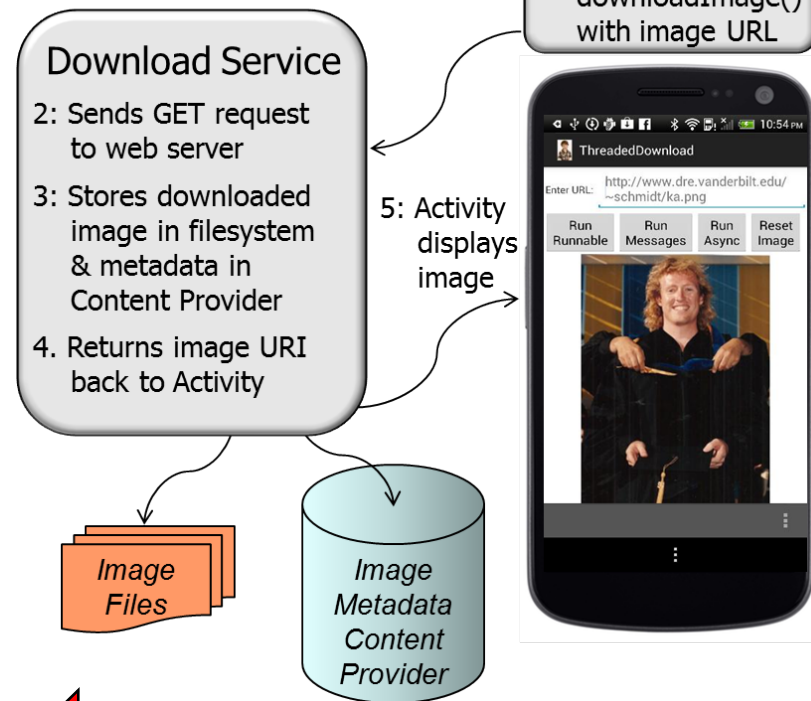 downloadImage()
with image URL
Download Service
2: Sends GET request
to web server
3: Stores downloaded
image in filesystem
& metadata in
Content Provider
4. Returns image URI
back to Activity
5: Activity
displays
image
10:54 PM
ThreadedDownload
Enter URL:
http://www.dre.vanderbilt.edu/
~schmidt/ka.png
Run
Runnable
Run
Messages
Run
Async
Reset
Image
Image
Files
Image
Metadata
Content
Provider